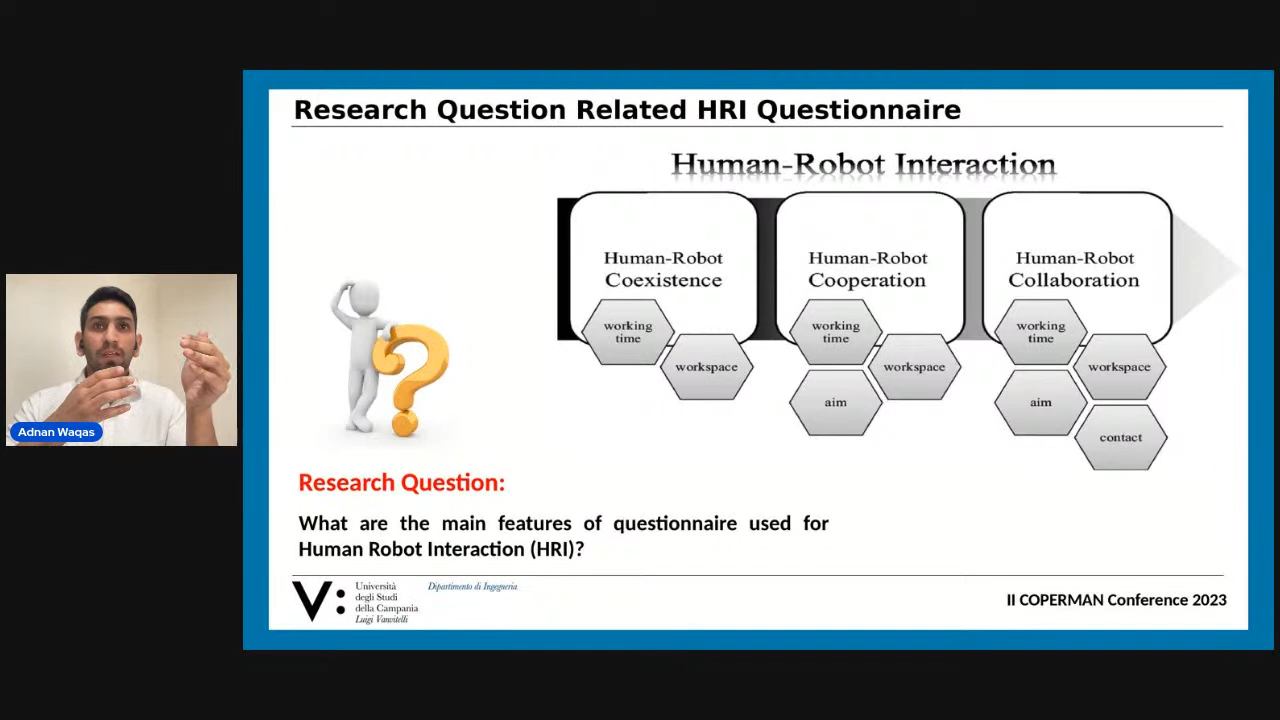 Research Question Related HRI Questionnaire
Human-Robot Interaction
Human-Robot
Coexistence
working
time
workspace
Human-Robot
Cooperation
working
time
workspace
aim
Human-Robot
Collaboration
working
time
workspace
aim
contact
Adnan Waqas
Research Question:
What are the main features of questionnaire used for
Human Robot Interaction (HRI)?
V:
Università
degli Studi
della Campania
Luigi Vanvitelli
Dipartimento di Ingegneria
II COPERMAN Conference 2023